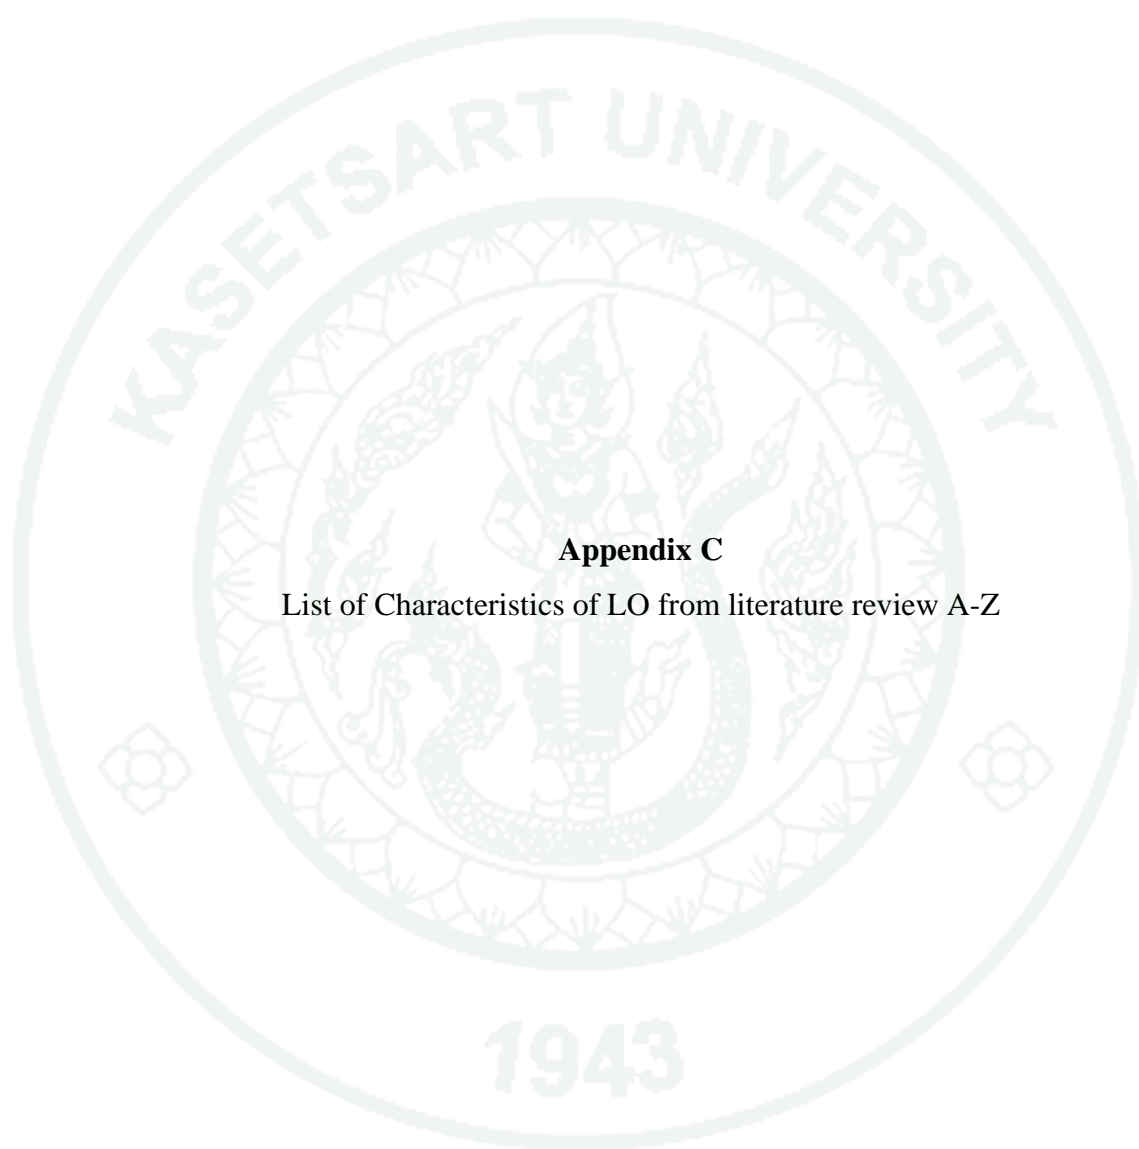 KASETSART UNIVERSITY
Appendix C
List of Characteristics of LO from literature review A-Z
1943